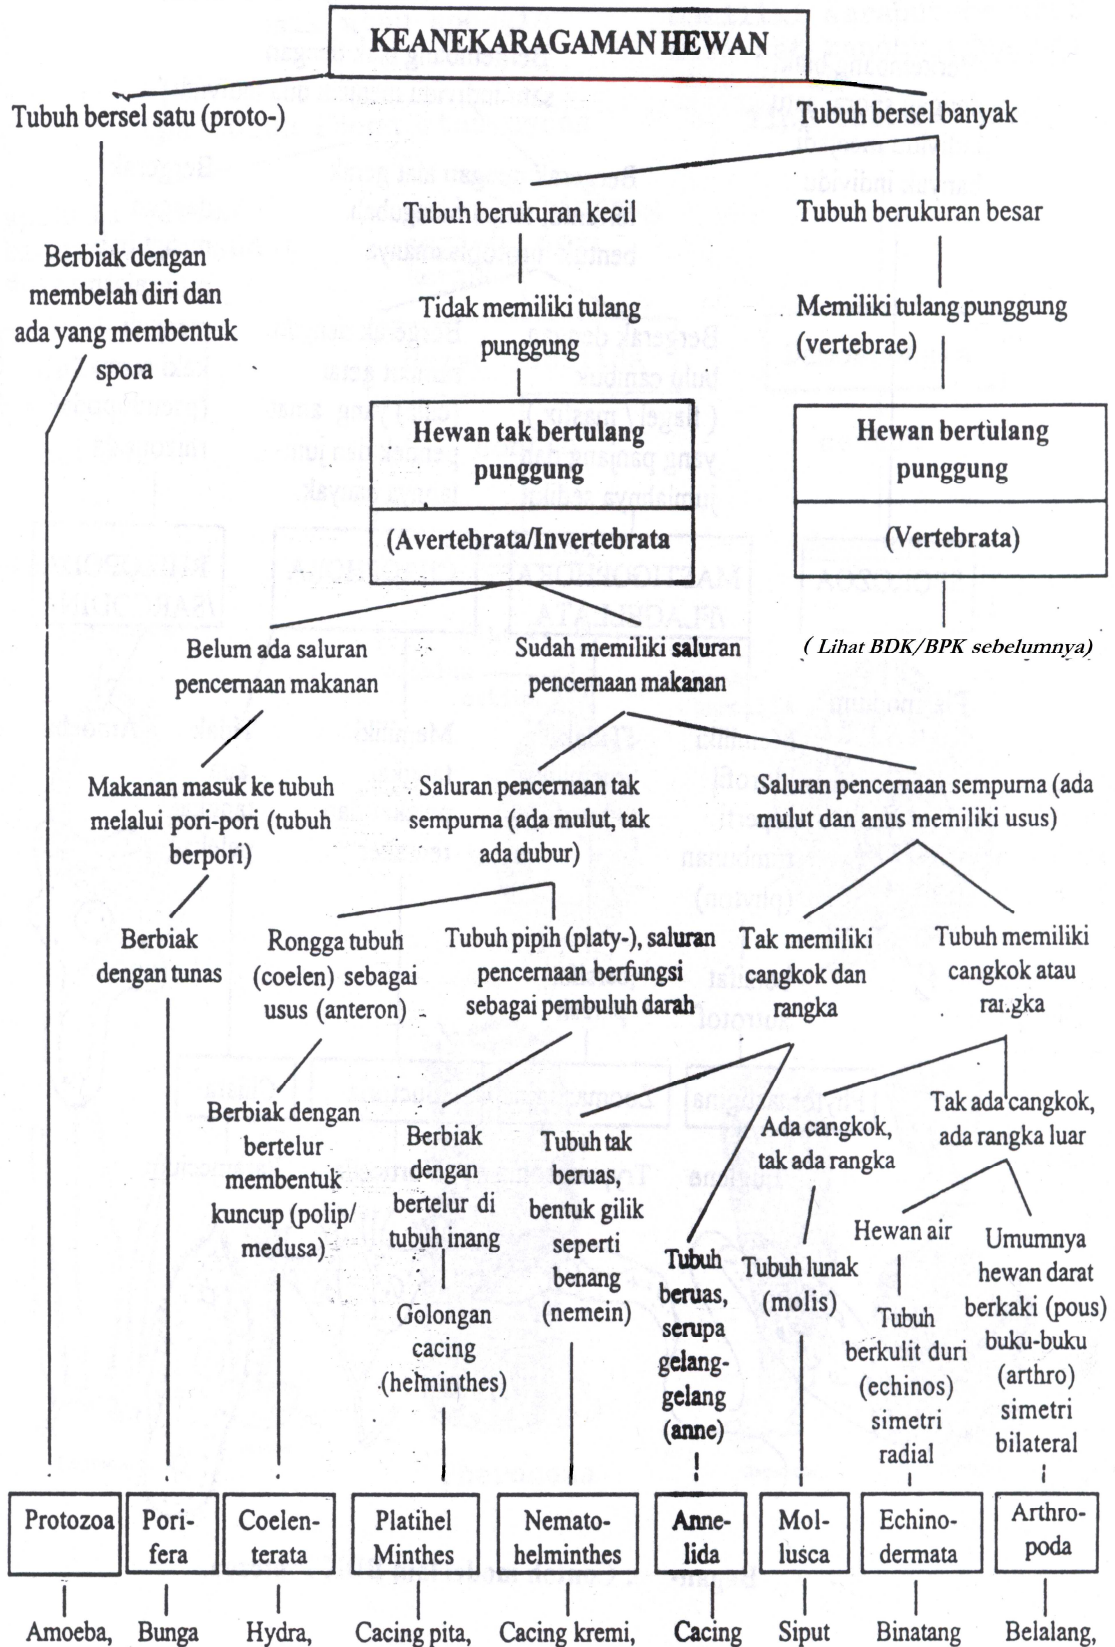 KEANEKARAGAMAN HEWAN
Tubuh bersel satu (proto-)
Tubuh bersel banyak
Berbiak dengan
membelah diri dan
ada yang membentuk
spora
Tubuh berukuran kecil
Tubuh berukuran besar
Tidak memiliki tulang
punggung
Memiliki tulang punggung
(vertebrae)
Hewan tak bertulang
punggung
(Avertebrata/Invertebrata
Hewan bertulang
punggung
(Vertebrata)
( Lihat BDK/BPK sebelumnya)
Belum ada saluran
pencernaan makanan
Sudah memiliki saluran
pencernaan makanan
Makanan masuk ke tubuh
melalui pori-pori (tubuh
berpori)
Saluran pencernaan tak
sempurna (ada mulut, tak
ada dubur)
Saluran pencernaan sempurna (ada
mulut dan anus memiliki usus)
Berbiak
dengan tunas
Rongga tubuh
(coelen) sebagai
usus (anteron)
Tubuh pipih (platy-), saluran
pencernaan berfungsi
sebagai pembuluh darah
Tak memiliki
cangkok dan
rangka
Tubuh memiliki
cangkok atau
rangka
Berbiak dengan
bertelur
membentuk
kuncup (polip/
medusa)
Berbiak
dengan
bertelur di
tubuh inang
Golongan
cacing
(helminthes)
Tubuh tak
beruas,
bentuk gilik
seperti
benang
(nemein)
Tubuh
beruas,
serupa
gelang-
gelang
(anne)
Ada cangkok,
tak ada rangka
Tubuh lunak
(molis)
Tak ada cangkok,
ada rangka luar
Hewan air
Tubuh
berkulit duri
(echinos)
simetri
radial
Umumnya
hewan darat
berkaki (pous)
buku-buku
(arthro)
simetri
bilateral
Protozoa
Pori-
fera
Coelen-
terata
Platihel
Minthes
Nemato-
helminthes
Anne-
lida
Mol-
lusca
Echino-
dermata
Arthro-
poda
Amoeba,
Bunga
Hydra,
Cacing pita,
Cacing kremi,
Cacing
Siput
Binatang
Belalang,